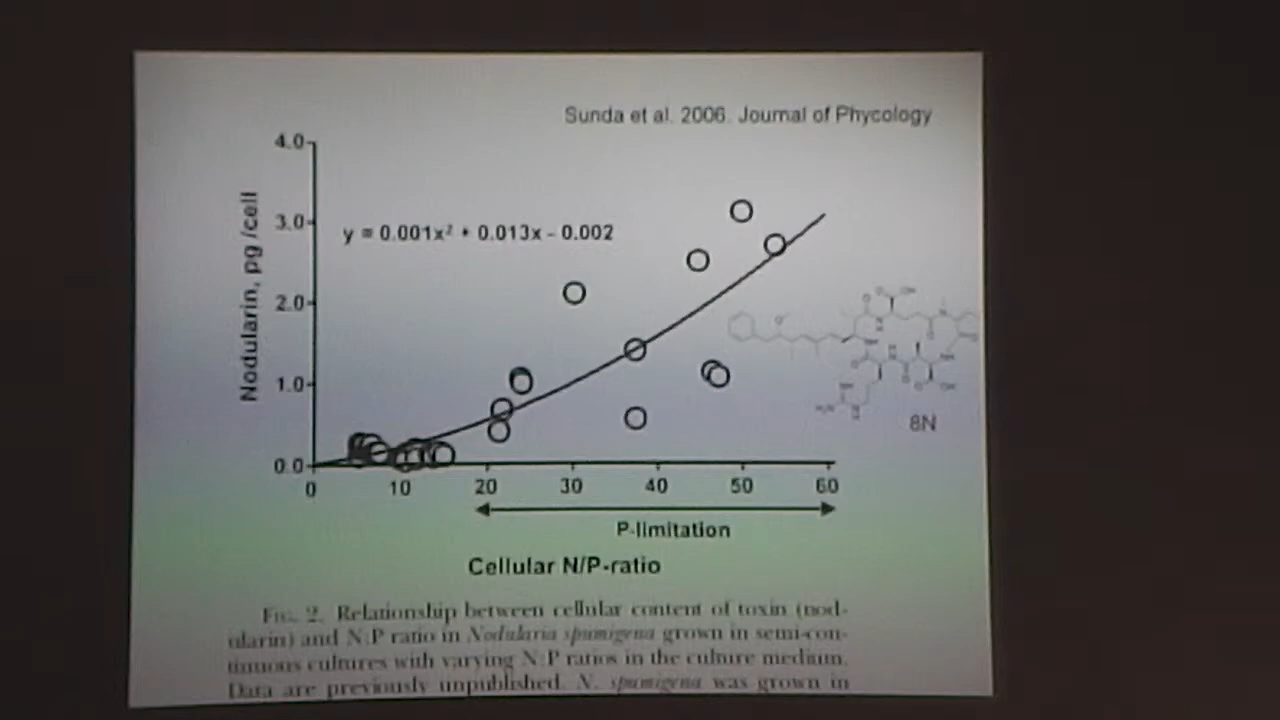 Sunda et al. 2006. Journal of Phycology
4.0
3.0
2.0
1.0
0.0
Nodularin, pg /cell
y = 0.001x² + 0.013x - 0.002
8N
0 10 20 30 40 50 60
P-limitation
Cellular N/P-ratio
FIG. 2. Relationship between cellular content of toxin (nod-
ularin) and N:P ratio in Nodularia spumigena grown in semi-con-
tinuous cultures with varying N:P ratios in the culture medium.
Data are previously unpublished. N. spumigena was grown in